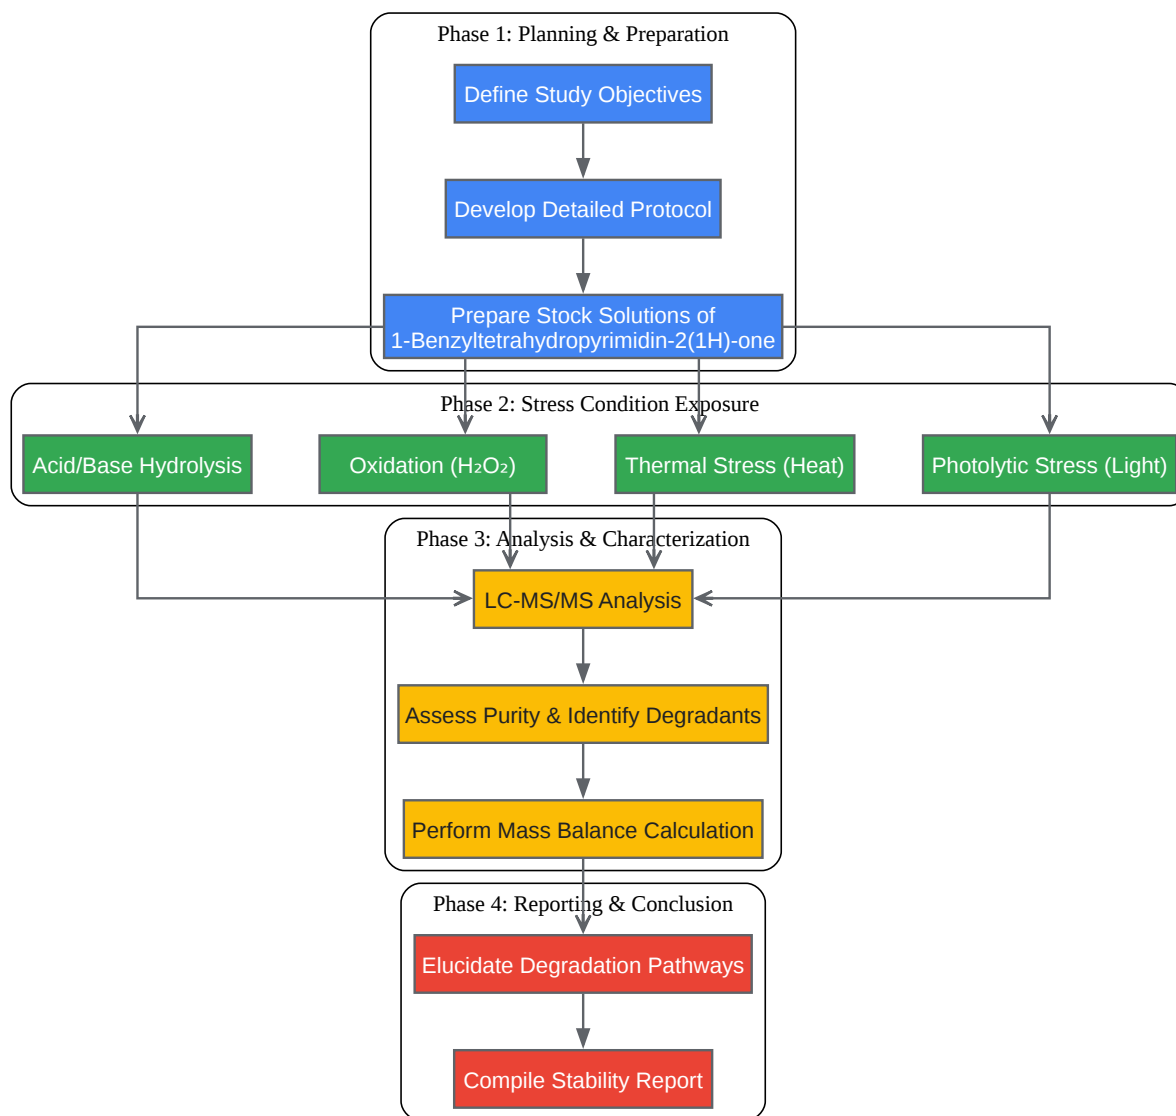 Phase 1: Planning & Preparation
Define Study Objectives
Develop Detailed Protocol
Prepare Stock Solutions of
1-Benzyltetrahydropyrimidin-2(1H)-one
Phase 2: Stress Condition Exposure
Acid/Base Hydrolysis
Oxidation (H₂O₂)
Thermal Stress (Heat)
Photolytic Stress (Light)
Phase 3: Analysis & Characterization
LC-MS/MS Analysis
Assess Purity & Identify Degradants
Perform Mass Balance Calculation
Phase 4: Reporting & Conclusion
Elucidate Degradation Pathways
Compile Stability Report